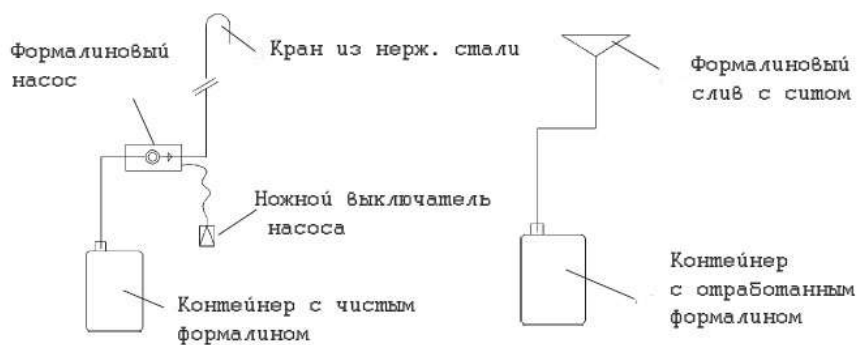 Формалиновый
насос
Кран из нерж. стали
Формалиновый
слив с ситом
Ножной выключатель
насоса
Контейнер с чистым
формалином
Контейнер
с отработанным
формалином